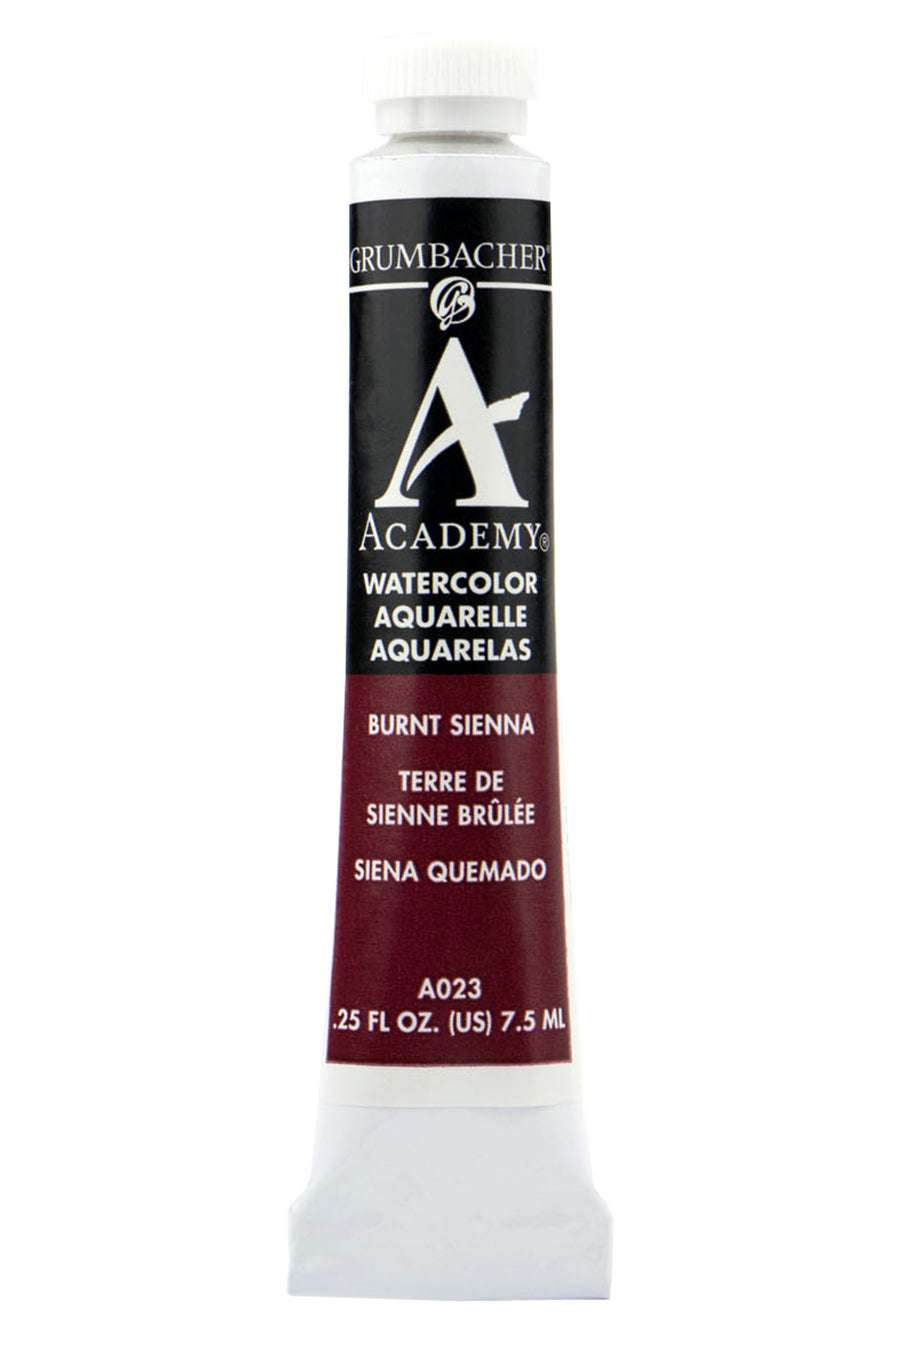 GRUMBACHER®
GB
A
ACADEMY®
WATERCOLOR
AQUARELLE
AQUARELAS
BURNT SIENNA
TERRE DE
SIENNE BRÛLÉE
SIENA QUEMADO
A023
.25 FL OZ. (US) 7.5 ML